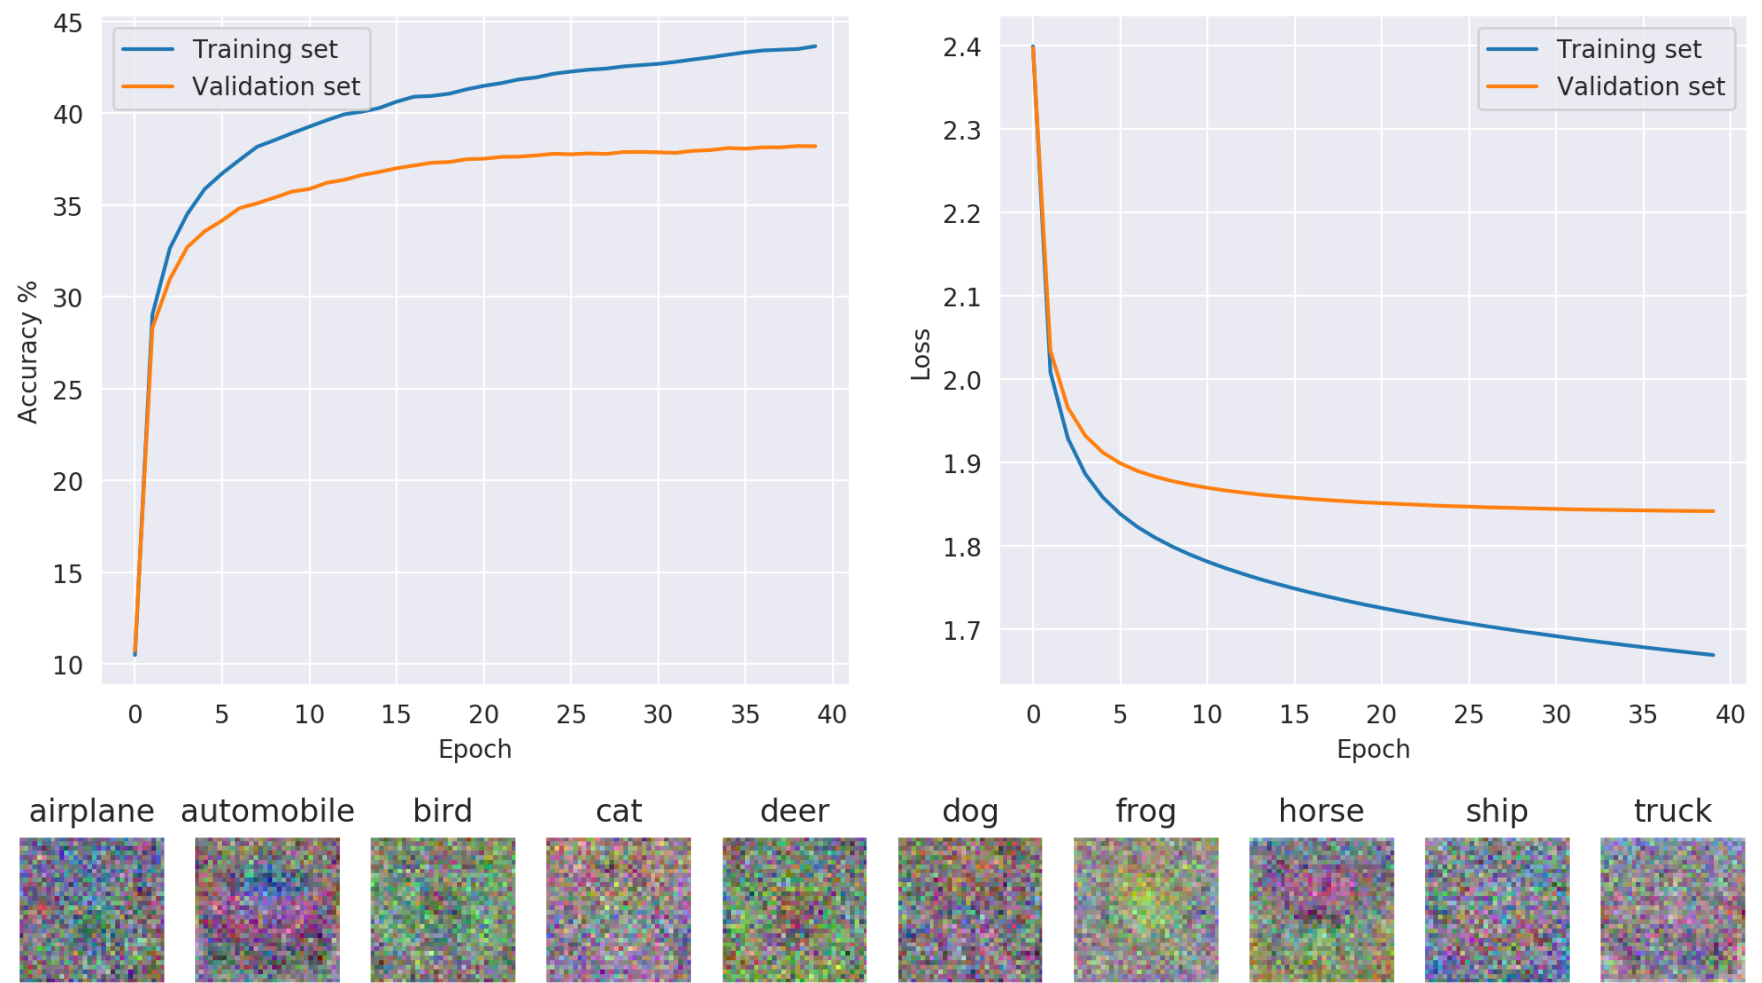 45
40
35
30
25
20
15
10
Accuracy %
Training set
Validation set
0 5 10 15 20 25 30 35 40
Epoch
2.4
2.3
2.2
2.1
2.0
1.9
1.8
1.7
Loss
Training set
Validation set
0 5 10 15 20 25 30 35 40
Epoch
airplane automobile bird cat deer dog frog horse ship truck